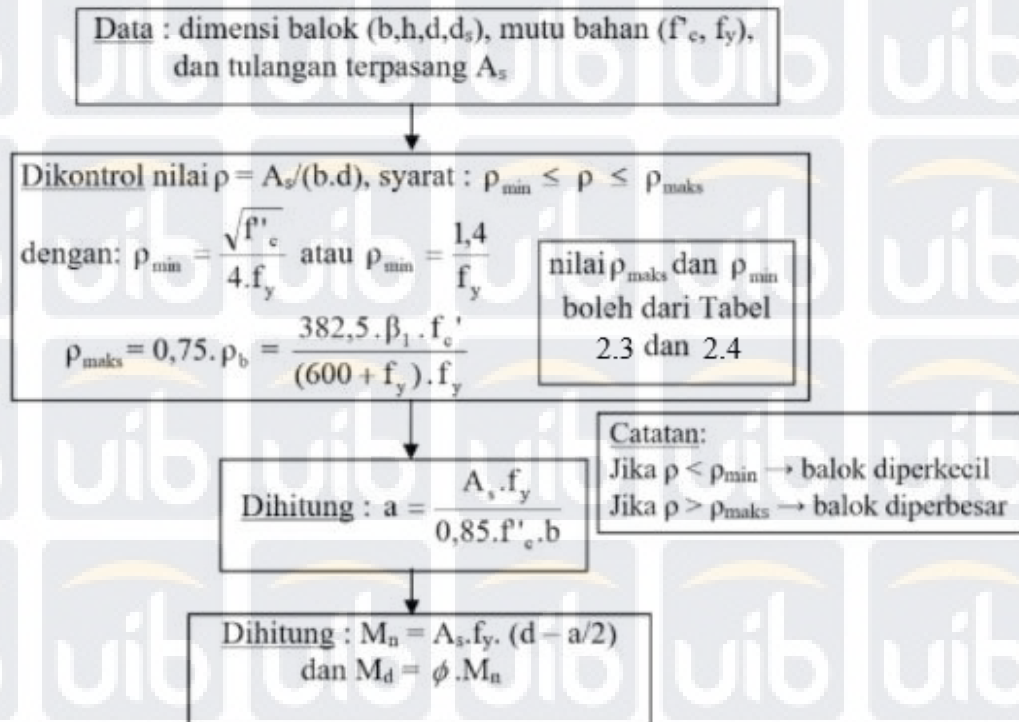 Data : dimensi balok (b,h,d,dₛ), mutu bahan (f'c, fy),
dan tulangan terpasang Aₛ
Dikontrol nilai ρ = Aₛ/(b.d), syarat : ρmin ≤ ρ ≤ ρmaks
dengan: ρmin = √f'c / 4.fy atau ρmin = 1,4 / fy
ρmaks = 0,75.ρb = 382,5.β₁.fc' / (600 + fy).fy
nilai ρmaks dan ρmin
boleh dari Tabel
2.3 dan 2.4
Catatan:
Jika ρ < ρmin → balok diperkecil
Jika ρ > ρmaks → balok diperbesar
Dihitung : a = Aₛ.fy / 0,85.f'c.b
Dihitung : Mn = Aₛ.fy. (d – a/2)
dan Md = ϕ.Mn
uib